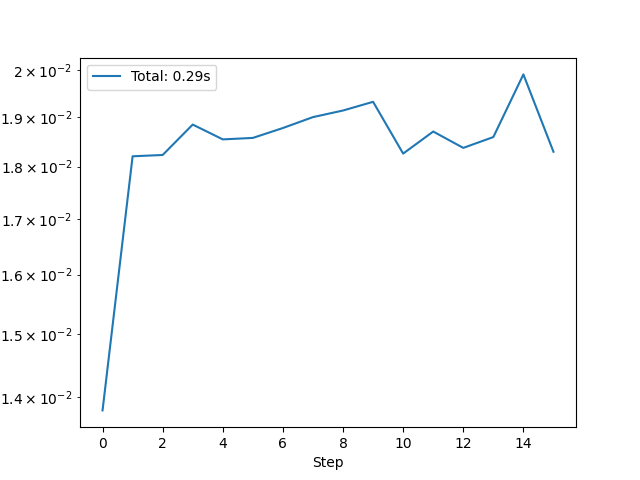 Total: 0.29s
2 × 10⁻²
1.9 × 10⁻²
1.8 × 10⁻²
1.7 × 10⁻²
1.6 × 10⁻²
1.5 × 10⁻²
1.4 × 10⁻²
0 2 4 6 8 10 12 14
Step